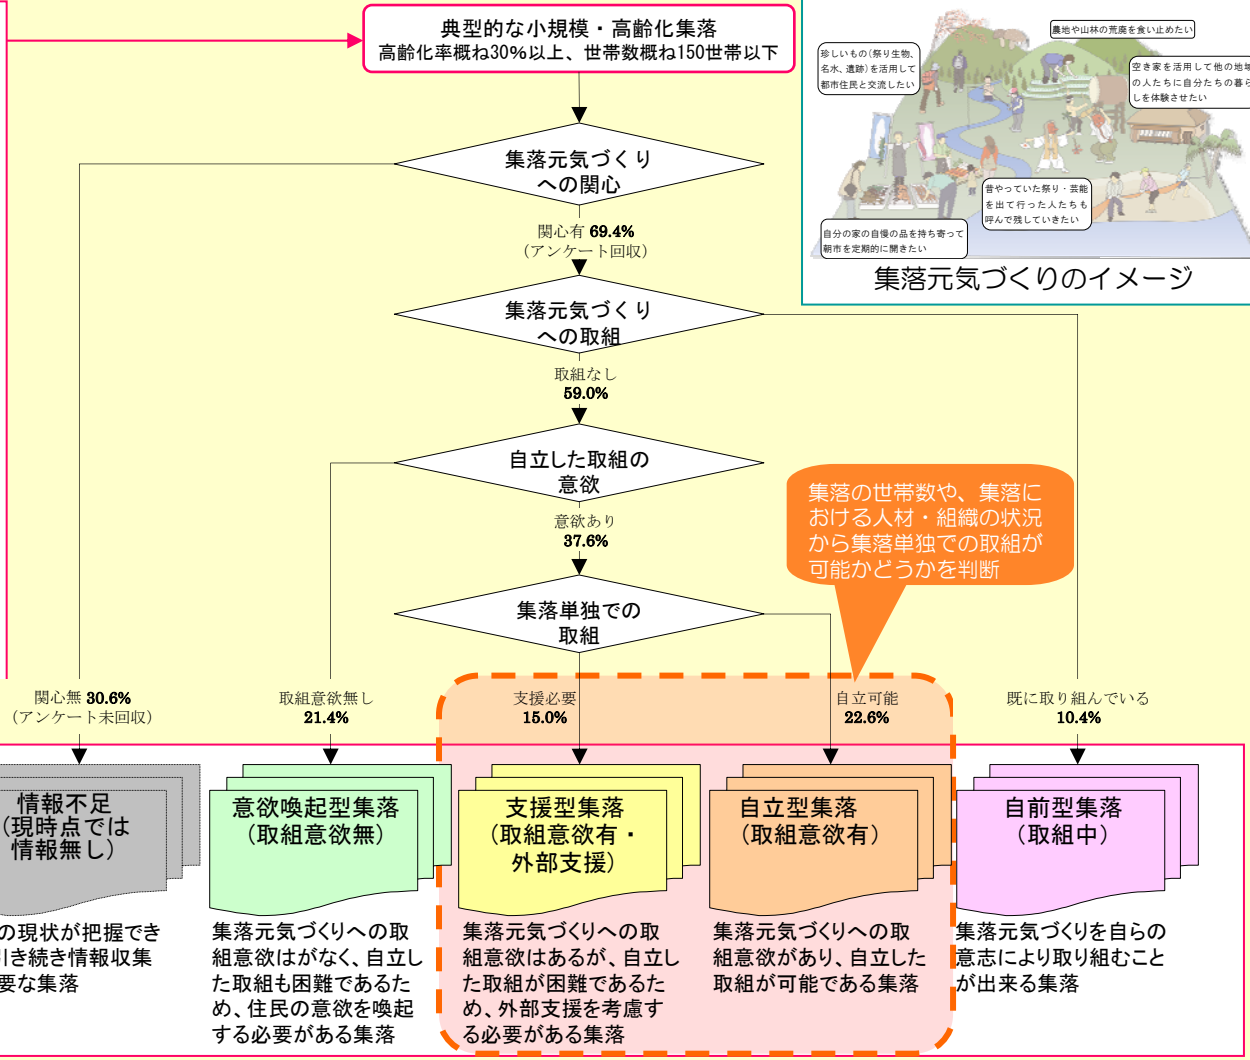 典型的な小規模・高齢化集落
高齢化率概ね30%以上、世帯数概ね150世帯以下
農地や山林の荒廃を食い止めたい
珍しいもの(祭り生物、
名水、遺跡)を活用して
都市住民と交流したい
空き家を活用して他の地域
の人たちに自分たちの暮ら
しを体験させたい
昔やっていた祭り・芸能
を出て行った人たちも
呼んで残していきたい
自分の家の自慢の品を持ち寄って
朝市を定期的に開きたい
集落元気づくりのイメージ
集落元気づくり
への関心
関心有 69.4%
(アンケート回収)
集落元気づくり
への取組
取組なし
59.0%
自立した取組の
意欲
意欲あり
37.6%
集落の世帯数や、集落に
おける人材・組織の状況
から集落単独での取組が
可能かどうかを判断
集落単独での
取組
関心無 30.6%
(アンケート未回収)
取組意欲無し
21.4%
支援必要
15.0%
自立可能
22.6%
既に取り組んでいる
10.4%
情報不足
(現時点では
情報無し)
意欲喚起型集落
(取組意欲無)
支援型集落
(取組意欲有・
外部支援)
自立型集落
(取組意欲有)
自前型集落
(取組中)
の現状が把握でき
引き続き情報収集
要な集落
集落元気づくりへの取
組意欲はがなく、自立し
た取組も困難であるた
め、住民の意欲を喚起
する必要がある集落
集落元気づくりへの取
組意欲はあるが、自立し
た取組が困難であるた
め、外部支援を考慮す
る必要がある集落
集落元気づくりへの取
組意欲があり、自立した
取組が可能である集落
集落元気づくりを自らの
意志により取り組むこと
が出来る集落